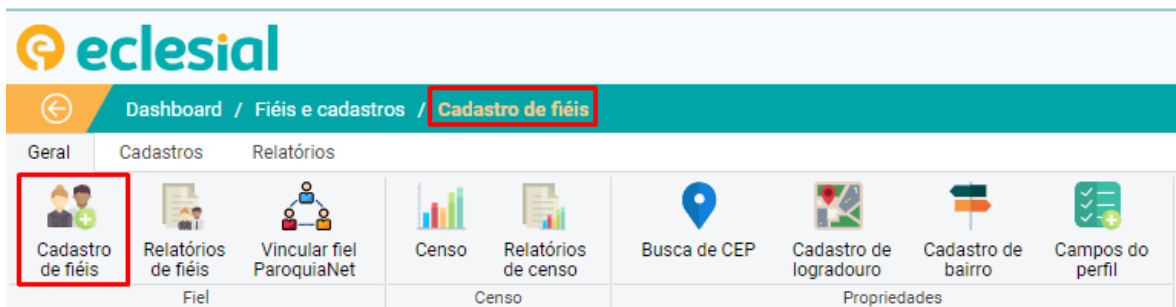 eclesial
Dashboard / Fiéis e cadastros / Cadastro de fiéis
Geral Cadastros Relatórios
Cadastro de fiéis
Relatórios de fiéis
Vincular fiel ParoquiaNet
Censo
Relatórios de censo
Busca de CEP
Cadastro de logradouro
Cadastro de bairro
Campos do perfil
Fiel Censo Propriedades